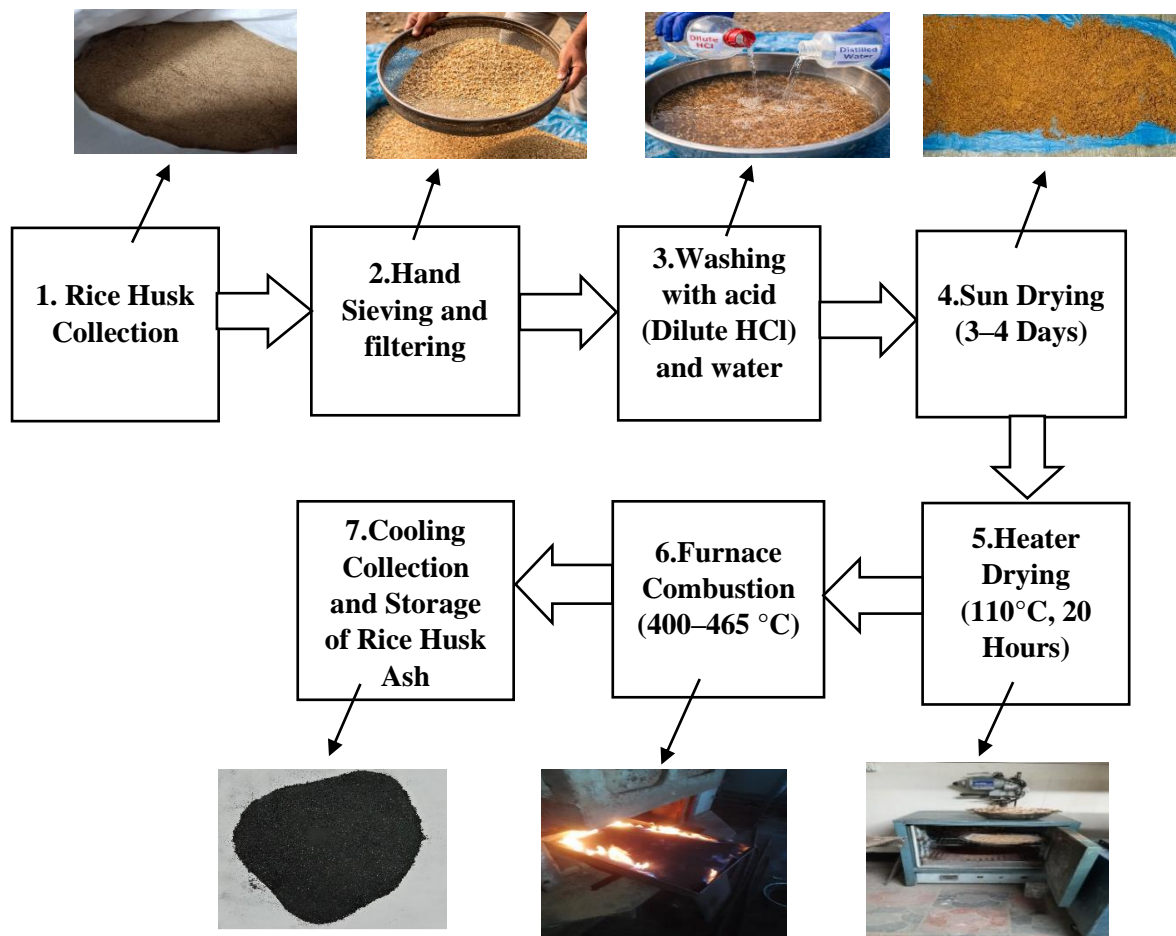 Dilute
HCl
Distilled
Water
1. Rice Husk
Collection
2.Hand
Sieving and
filtering
3.Washing
with acid
(Dilute HCl)
and water
4.Sun Drying
(3–4 Days)
5.Heater
Drying
(110°C, 20
Hours)
6.Furnace
Combustion
(400–465 °C)
7.Cooling
Collection
and Storage
of Rice Husk
Ash